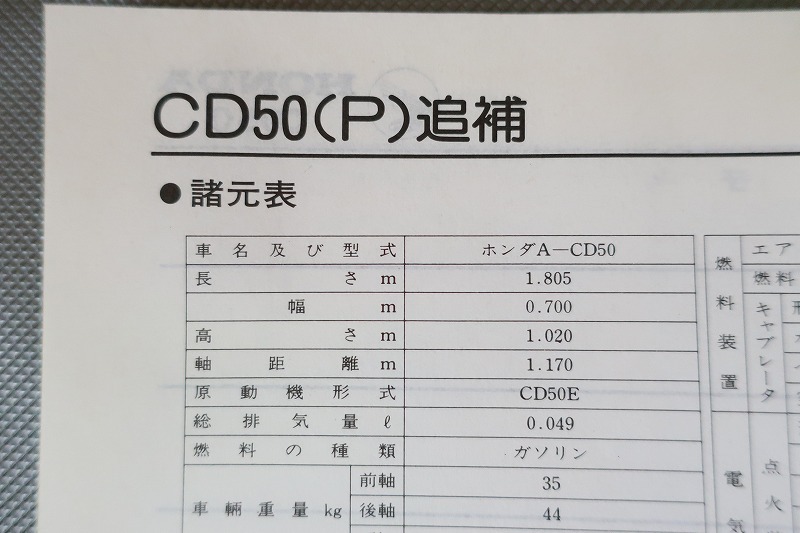 CD50(P)追補
●諸元表
車名及び型式 ホンダA－CD50
長さm 1.805
幅m 0.700
高さm 1.020
軸距離m 1.170
原動機形式 CD50E
総排気量ℓ 0.049
燃料の種類 ガソリン
車輌重量kg 前軸 35
後軸 44
燃料装置 エア
燃料
キャブレータ
電気
点火